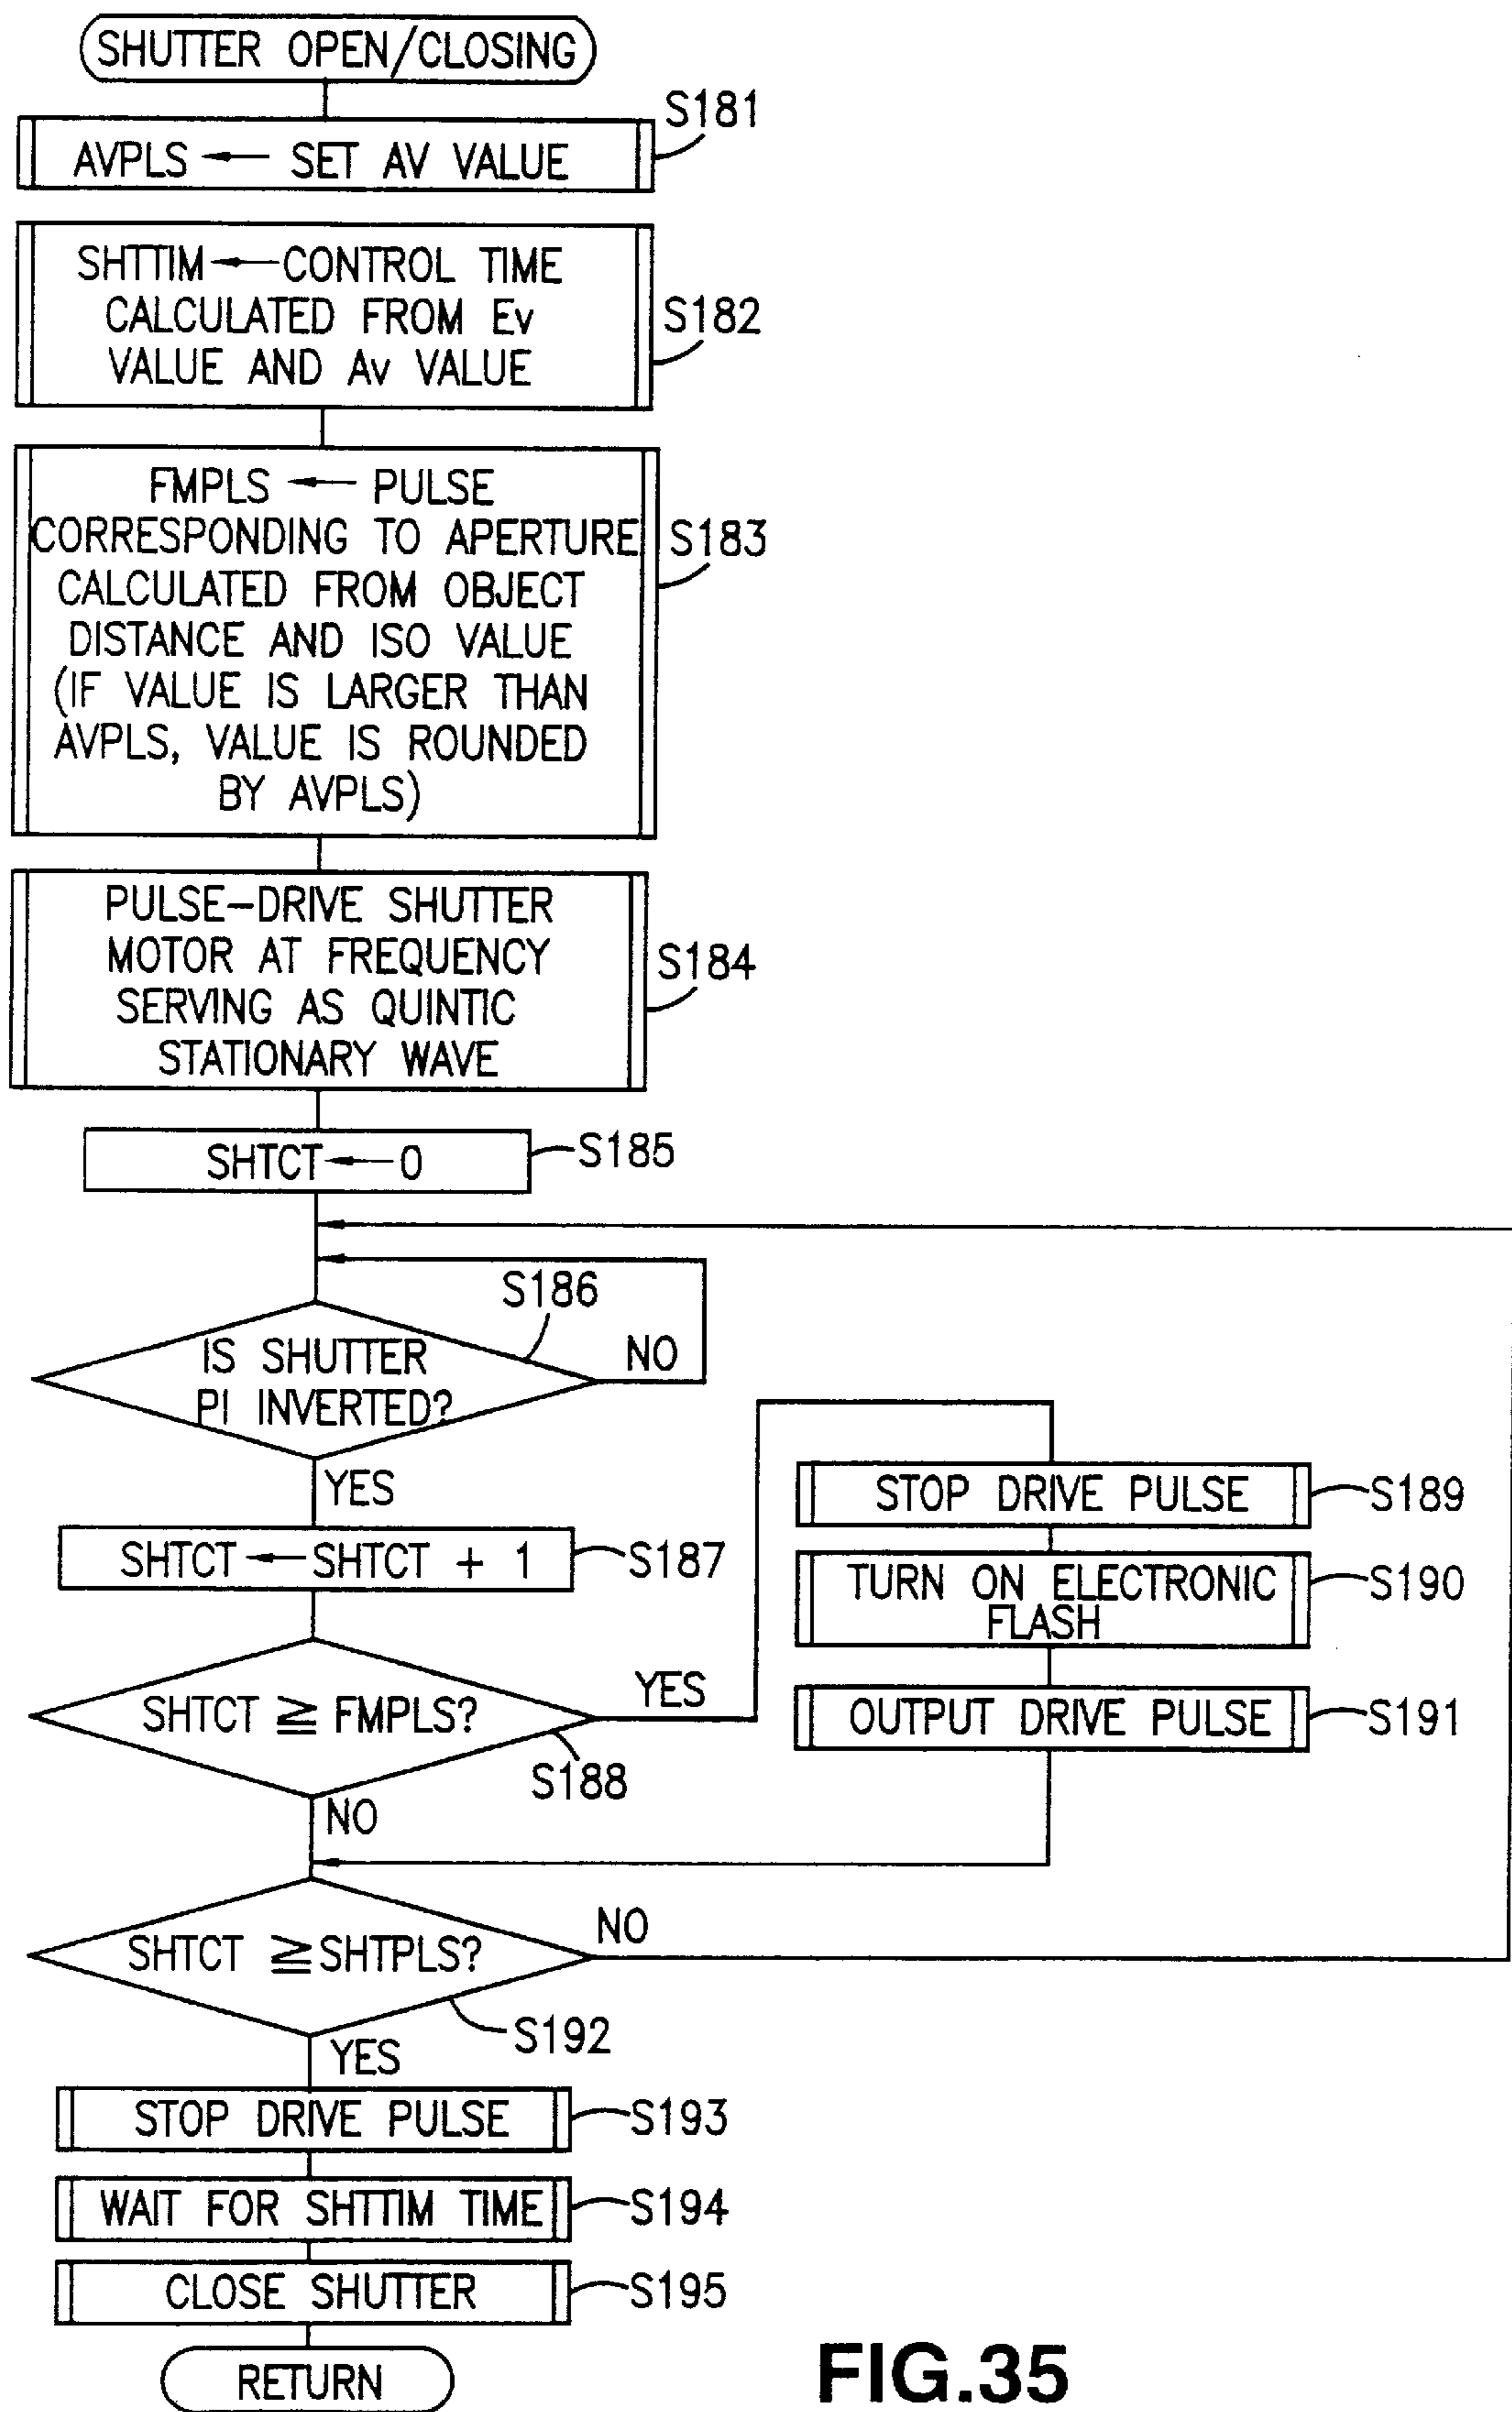 SHUTTER OPEN/CLOSING
S181
AVPLS ← SET AV VALUE
SHTTIM ← CONTROL TIME
CALCULATED FROM Ev
VALUE AND Av VALUE
S182
FMPLS ← PULSE
CORRESPONDING TO APERTURE
CALCULATED FROM OBJECT
DISTANCE AND ISO VALUE
(IF VALUE IS LARGER THAN
AVPLS, VALUE IS ROUNDED
BY AVPLS)
S183
PULSE-DRIVE SHUTTER
MOTOR AT FREQUENCY
SERVING AS QUINTIC
STATIONARY WAVE
S184
SHTCT ← 0
S185
S186
IS SHUTTER
PI INVERTED?
NO
YES
SHTCT ← SHTCT + 1
S187
SHTCT ≧ FMPLS?
YES
S188
NO
STOP DRIVE PULSE
S189
TURN ON ELECTRONIC
FLASH
S190
OUTPUT DRIVE PULSE
S191
SHTCT ≧ SHTPLS?
NO
S192
YES
STOP DRIVE PULSE
S193
WAIT FOR SHTTIM TIME
S194
CLOSE SHUTTER
S195
RETURN
FIG.35